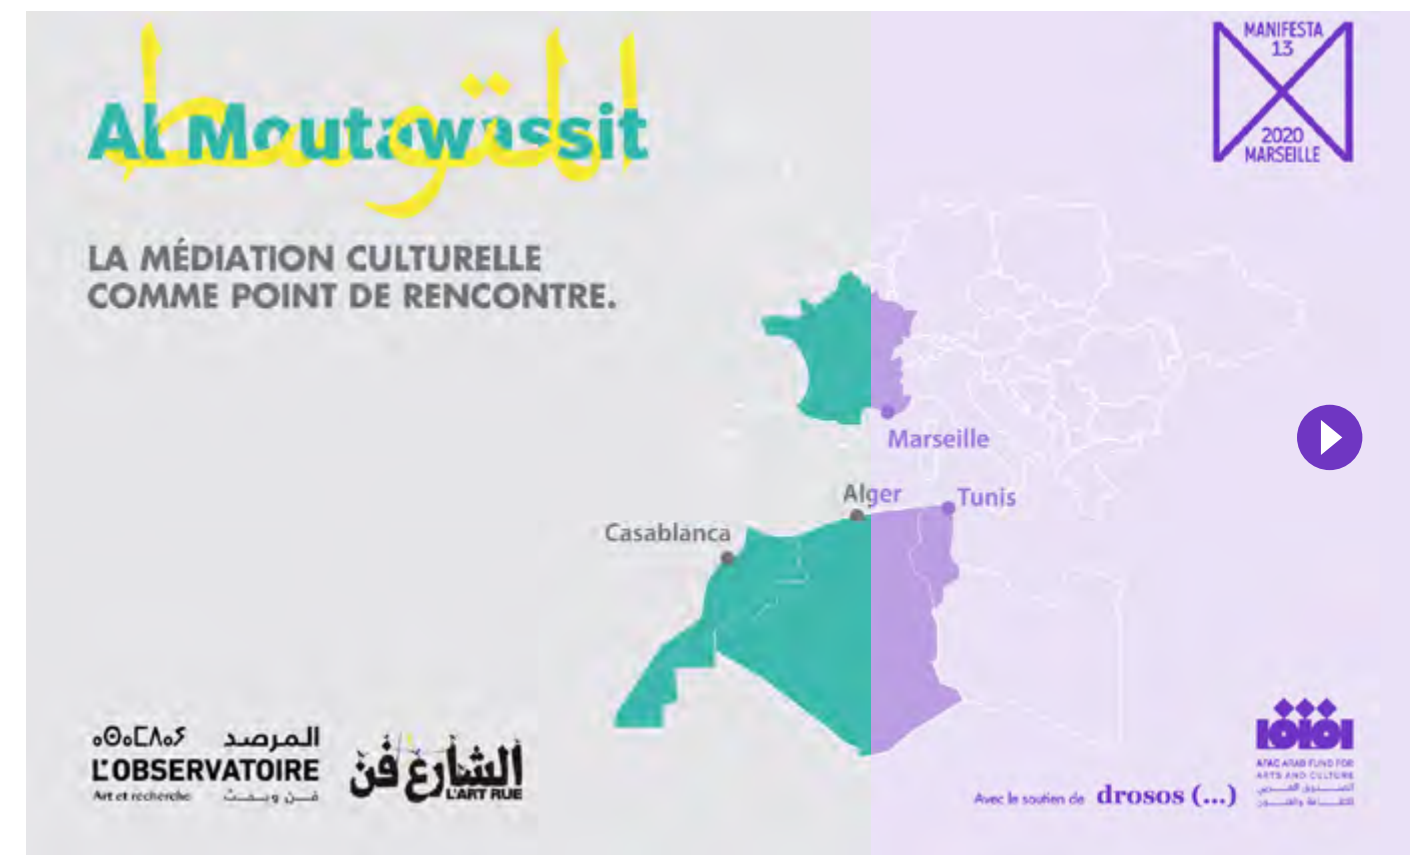 المتوسط
Al Moutawassit
LA MÉDIATION CULTURELLE
COMME POINT DE RENCONTRE.
MANIFESTA
13
2020
MARSEILLE
Marseille
Alger
Tunis
Casablanca
ⴰⵙⴰⵎⴷⴰ�Ⲋ المرصد
L'OBSERVATOIRE
Art et recherche فن وبحث
الشارع فن
L'ART RUE
Avec le soutien de drosos (...)
AFAC ARAB FUND FOR
ARTS AND CULTURE
الصندوق العربي
للثقافة والفنون